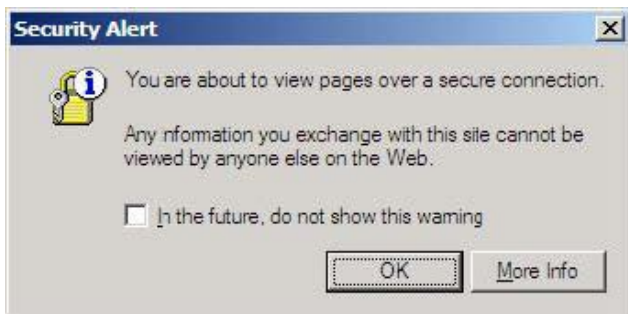 Security Alert
You are about to view pages over a secure connection.
Any nformation you exchange with this site cannot be
viewed by anyone else on the Web.
In the future, do not show this warning
OK More Info